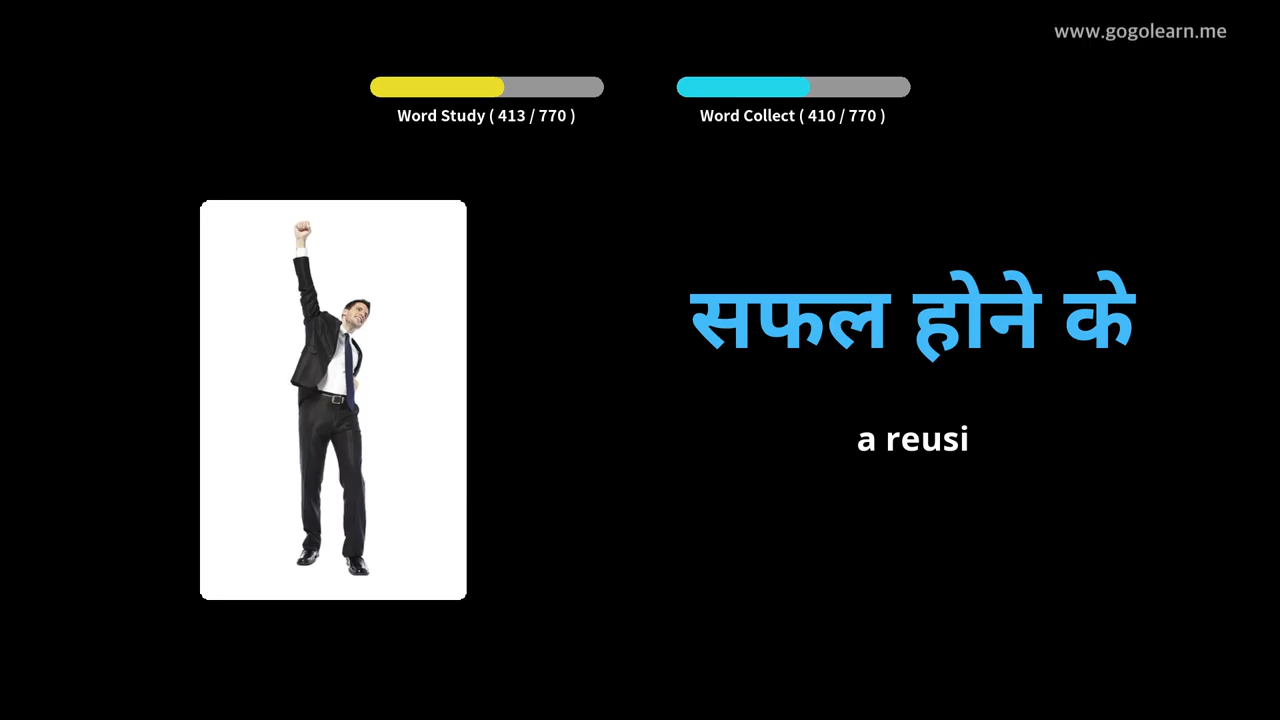 www.gogolearn.me
Word Study ( 413 / 770 )
Word Collect ( 410 / 770 )
सफल होने के
a reusi